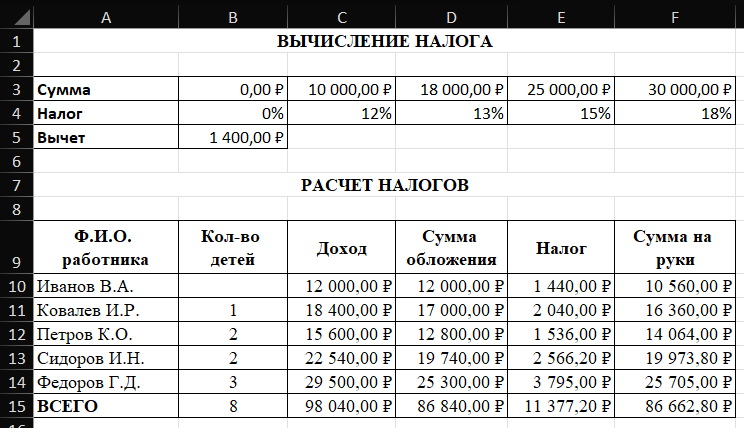 A B C D E F
1 ВЫЧИСЛЕНИЕ НАЛОГА
2
3 Сумма 0,00 ₽ 10 000,00 ₽ 18 000,00 ₽ 25 000,00 ₽ 30 000,00 ₽
4 Налог 0% 12% 13% 15% 18%
5 Вычет 1 400,00 ₽
6
7 РАСЧЕТ НАЛОГОВ
8
9 Ф.И.О. работника Кол-во детей Доход Сумма обложения Налог Сумма на руки
10 Иванов В.А. 12 000,00 ₽ 12 000,00 ₽ 1 440,00 ₽ 10 560,00 ₽
11 Ковалев И.Р. 1 18 400,00 ₽ 17 000,00 ₽ 2 040,00 ₽ 16 360,00 ₽
12 Петров К.О. 2 15 600,00 ₽ 12 800,00 ₽ 1 536,00 ₽ 14 064,00 ₽
13 Сидоров И.Н. 2 22 540,00 ₽ 19 740,00 ₽ 2 566,20 ₽ 19 973,80 ₽
14 Федоров Г.Д. 3 29 500,00 ₽ 25 300,00 ₽ 3 795,00 ₽ 25 705,00 ₽
15 ВСЕГО 8 98 040,00 ₽ 86 840,00 ₽ 11 377,20 ₽ 86 662,80 ₽